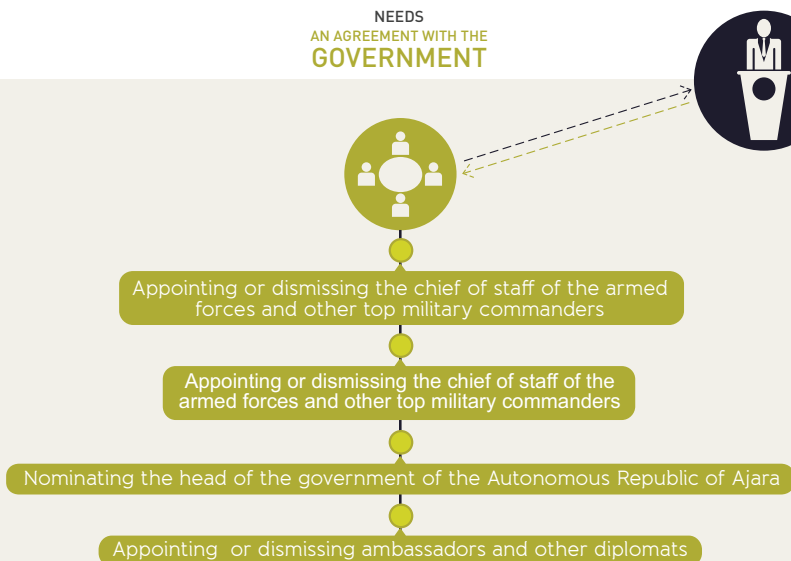 NEEDS
AN AGREEMENT WITH THE
GOVERNMENT
Appointing or dismissing the chief of staff of the armed
forces and other top military commanders
Appointing or dismissing the chief of staff of the
armed forces and other top military commanders
Nominating the head of the government of the Autonomous Republic of Ajara
Appointing or dismissing ambassadors and other diplomats